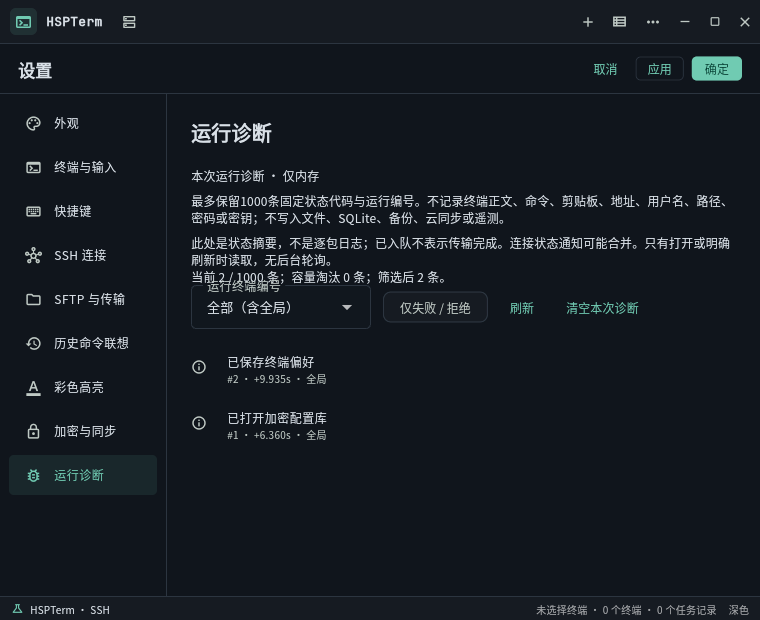 HSPTerm
设置
取消
应用
确定
外观
终端与输入
快捷键
SSH 连接
SFTP 与传输
历史命令联想
彩色高亮
加密与同步
运行诊断
运行诊断
本次运行诊断 · 仅内存
最多保留1000条固定状态代码与运行编号。不记录终端正文、命令、剪贴板、地址、用户名、路径、
密码或密钥；不写入文件、SQLite、备份、云同步或遥测。
此处是状态摘要，不是逐包日志；已入队不表示传输完成。连接状态通知可能合并。只有打开或明确
刷新时读取，无后台轮询。
当前 2 / 1000 条；容量淘汰 0 条；筛选后 2 条。
运行终端编号
全部（含全局）
仅失败 / 拒绝
刷新
清空本次诊断
已保存终端偏好
#2 · +9.935s · 全局
已打开加密配置库
#1 · +6.360s · 全局
HSPTerm · SSH
未选择终端 · 0 个终端 · 0 个任务记录
深色